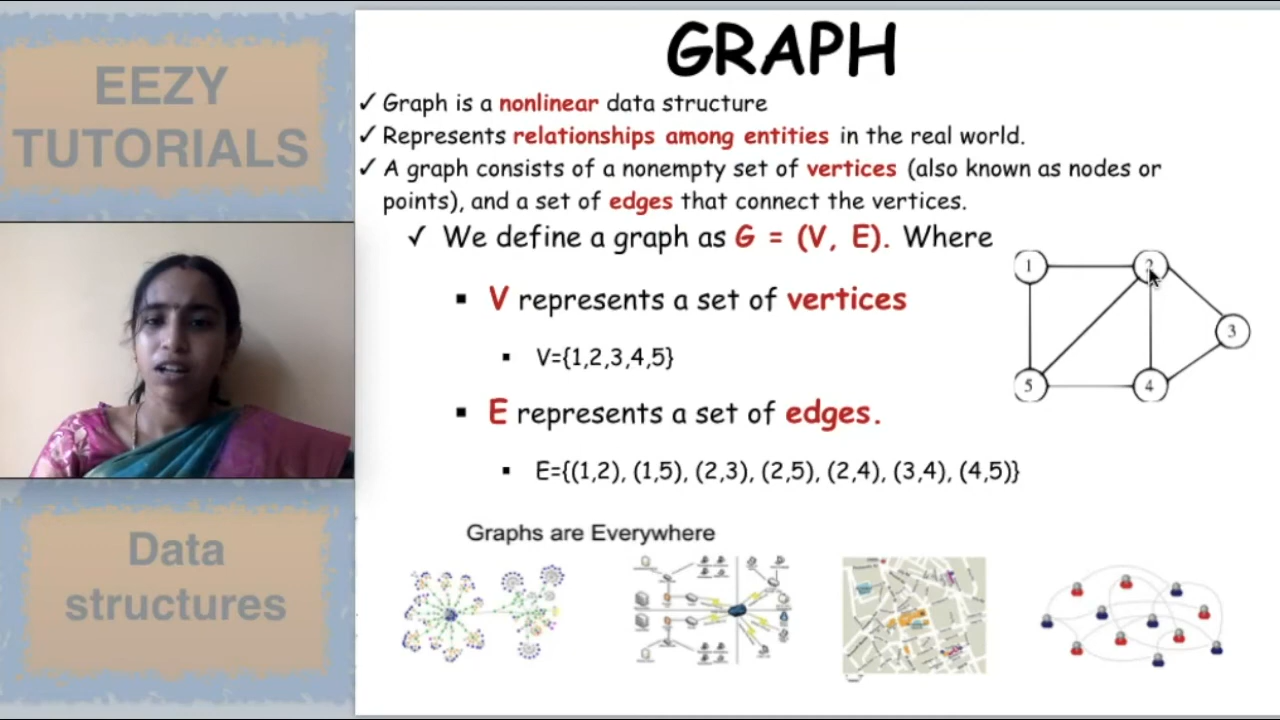 EEZY
TUTORIALS
GRAPH
✓ Graph is a nonlinear data structure
✓ Represents relationships among entities in the real world.
✓ A graph consists of a nonempty set of vertices (also known as nodes or
points), and a set of edges that connect the vertices.
✓ We define a graph as G = (V, E). Where
▪ V represents a set of vertices
▪ V={1,2,3,4,5}
▪ E represents a set of edges.
▪ E={(1,2), (1,5), (2,3), (2,5), (2,4), (3,4), (4,5)}
1
2
3
5
4
Data
structures
Graphs are Everywhere